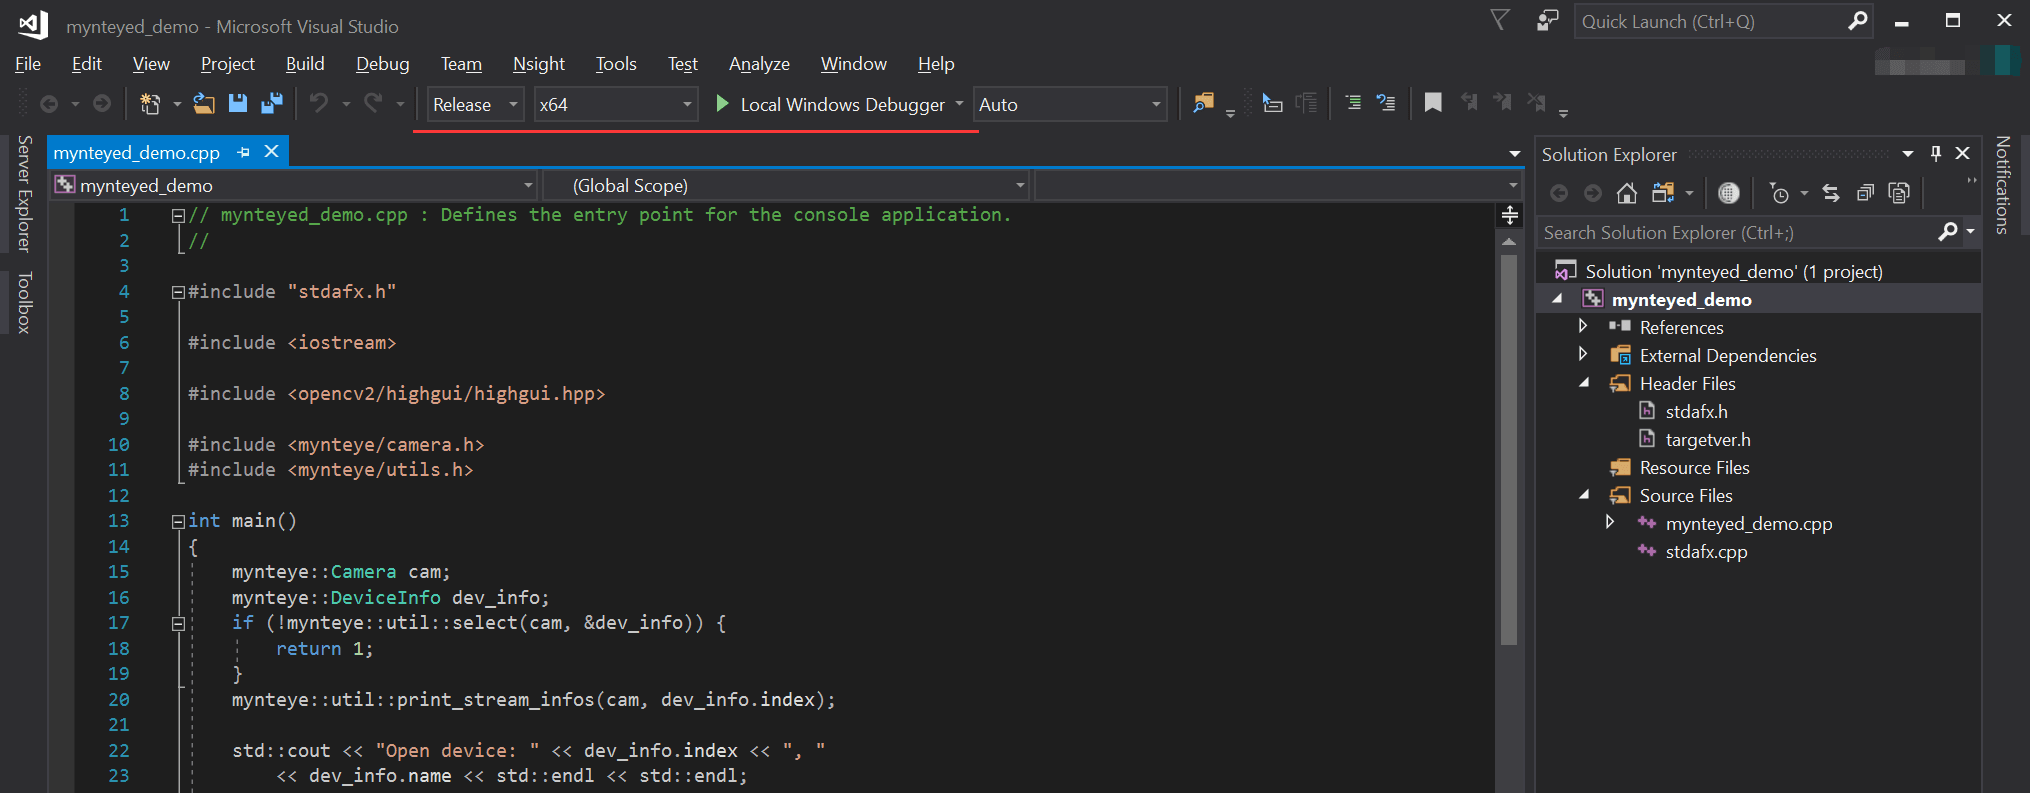 mynteyed_demo - Microsoft Visual Studio
Quick Launch (Ctrl+Q)
File Edit View Project Build Debug Team Nsight Tools Test Analyze Window Help
Release x64 Local Windows Debugger Auto
Server Explorer
Toolbox
mynteyed_demo.cpp
mynteyed_demo (Global Scope)
1 // mynteyed_demo.cpp : Defines the entry point for the console application.
2 //
3
4 #include "stdafx.h"
5
6 #include <iostream>
7
8 #include <opencv2/highgui/highgui.hpp>
9
10 #include <mynteye/camera.h>
11 #include <mynteye/utils.h>
12
13 int main()
14 {
15 mynteye::Camera cam;
16 mynteye::DeviceInfo dev_info;
17 if (!mynteye::util::select(cam, &dev_info)) {
18 return 1;
19 }
20 mynteye::util::print_stream_infos(cam, dev_info.index);
21
22 std::cout << "Open device: " << dev_info.index << ", "
23 << dev_info.name << std::endl << std::endl;
Solution Explorer
Search Solution Explorer (Ctrl+;)
Solution 'mynteyed_demo' (1 project)
mynteyed_demo
References
External Dependencies
Header Files
stdafx.h
targetver.h
Resource Files
Source Files
mynteyed_demo.cpp
stdafx.cpp
Notifications